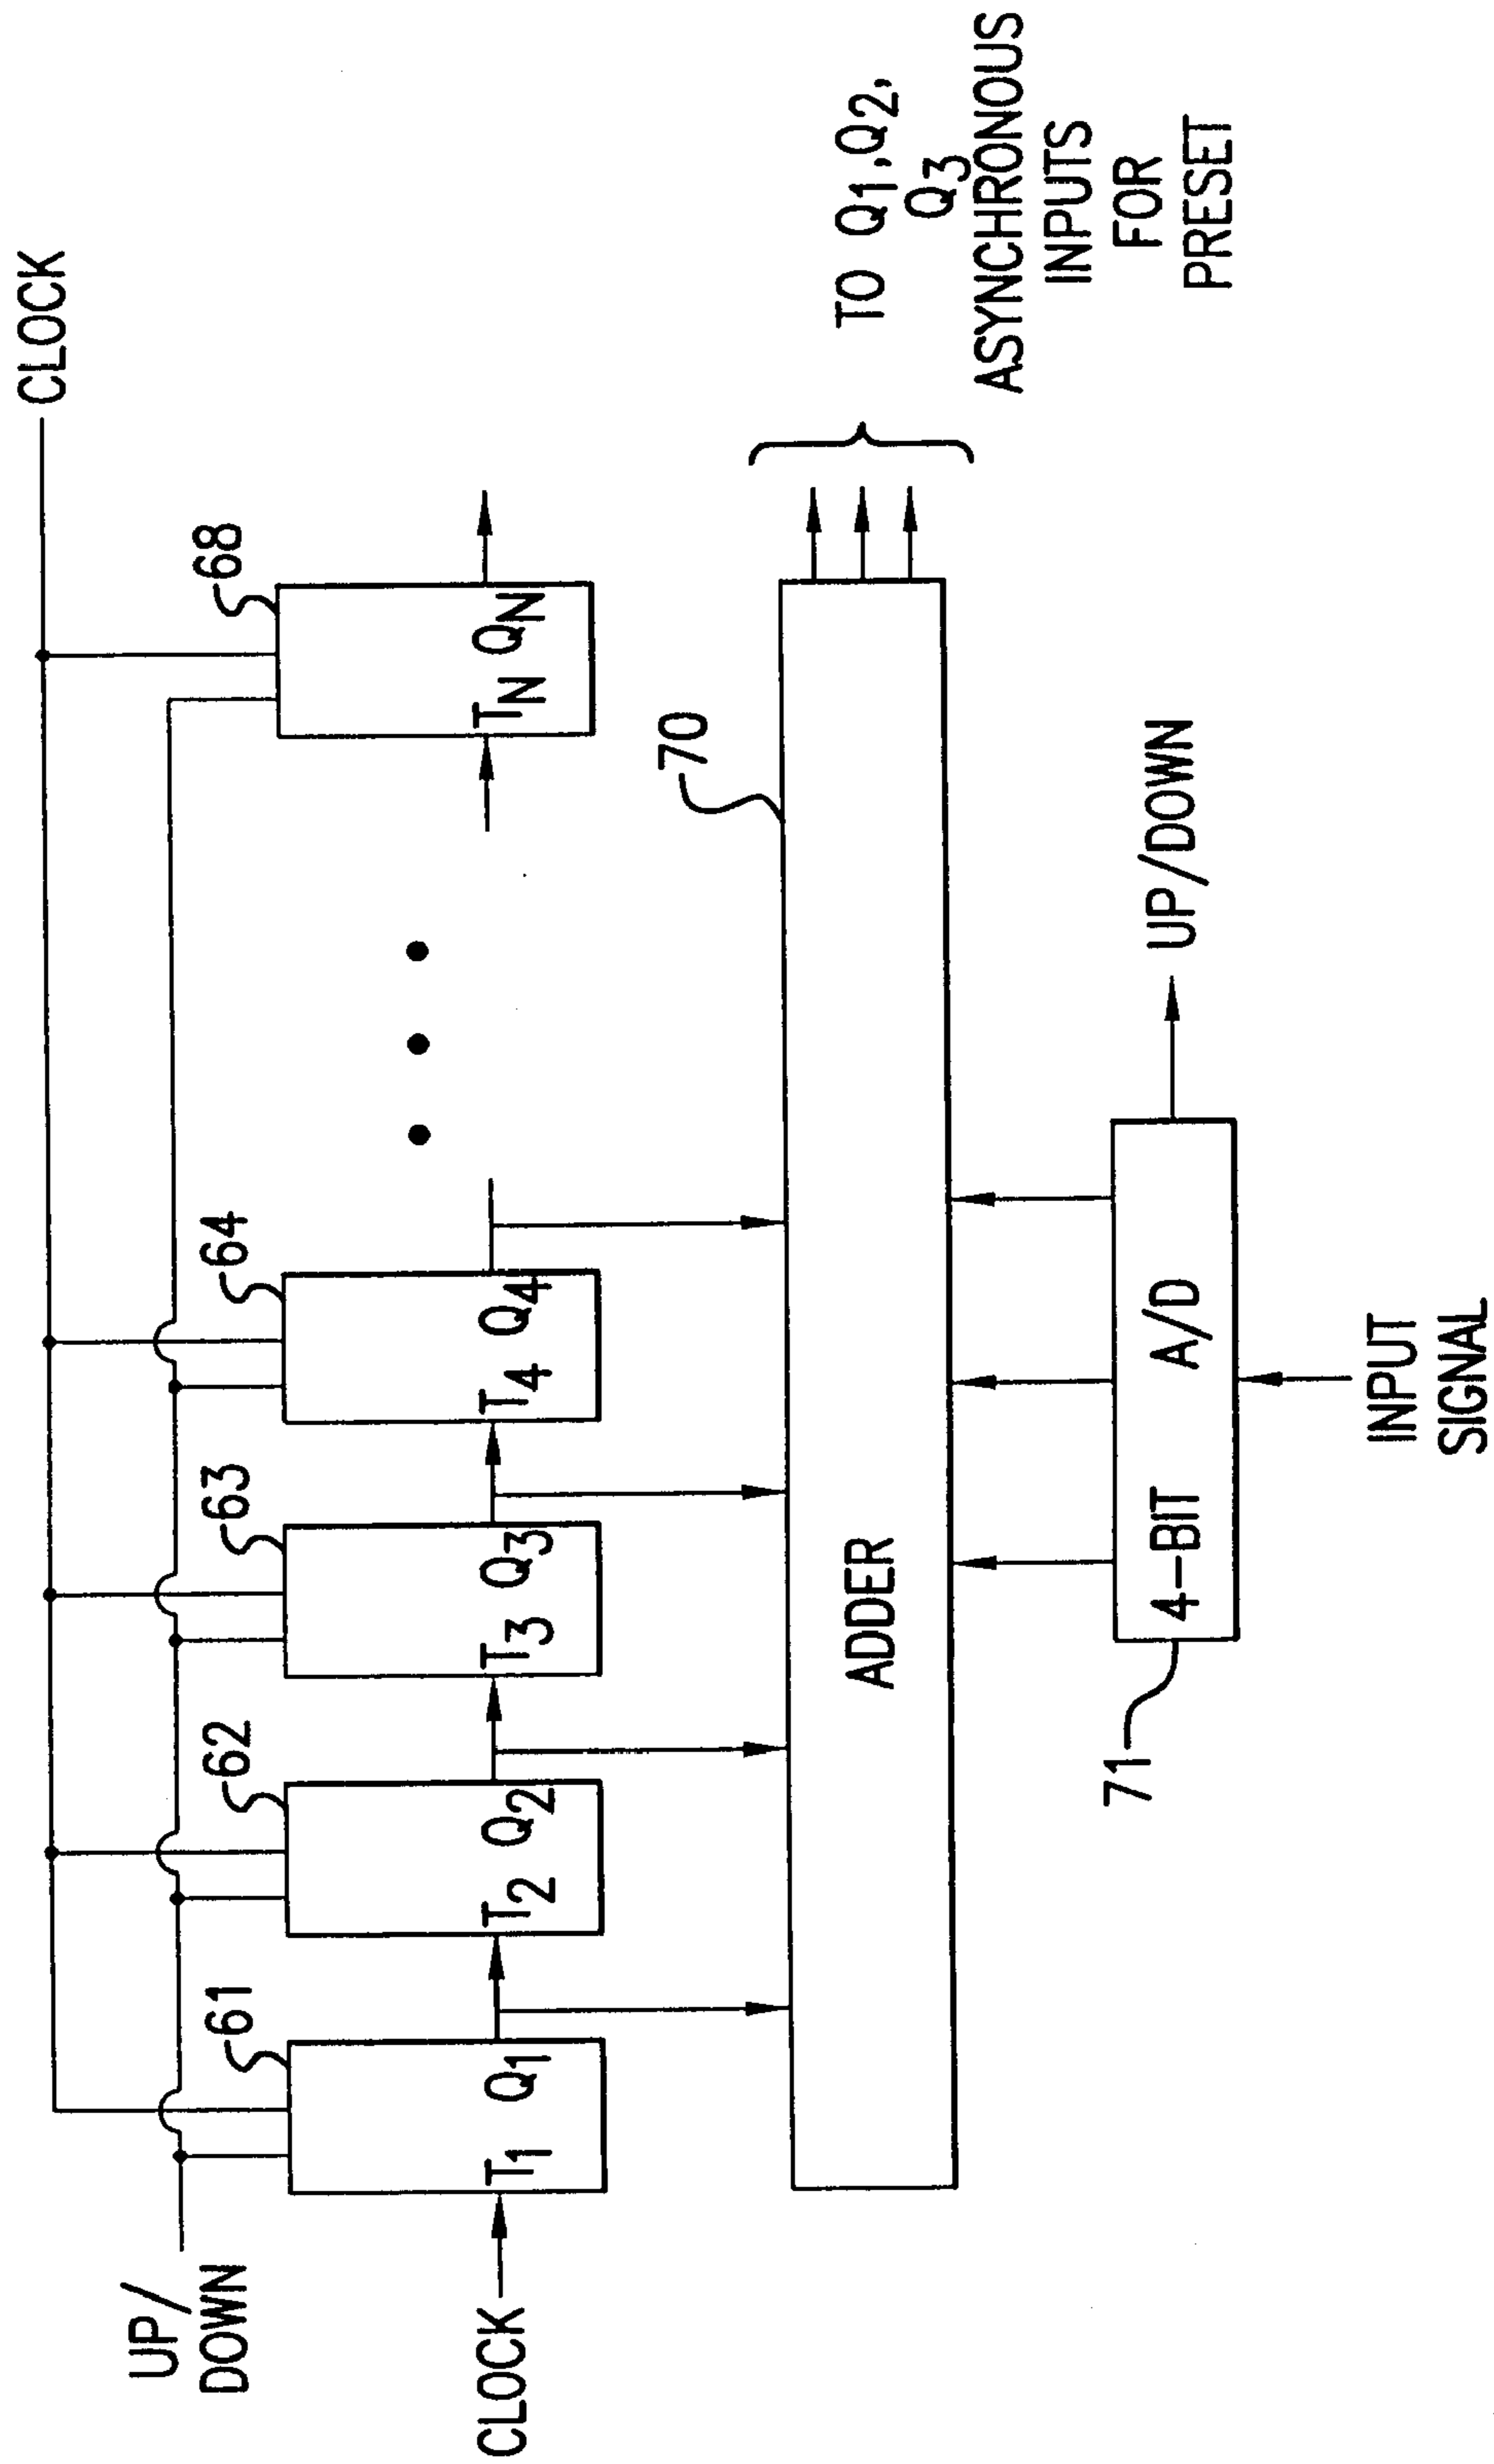 CLOCK
UP/
DOWN
61
62
63
64
68
CLOCK
T1 Q1
T2 Q2
T3 Q3
T4 Q4
TN QN
70
ADDER
TO Q1,Q2,
Q3
ASYNCHRONOUS
INPUTS
FOR
PRESET
71
4-BIT A/D
UP/DOWN
INPUT
SIGNAL